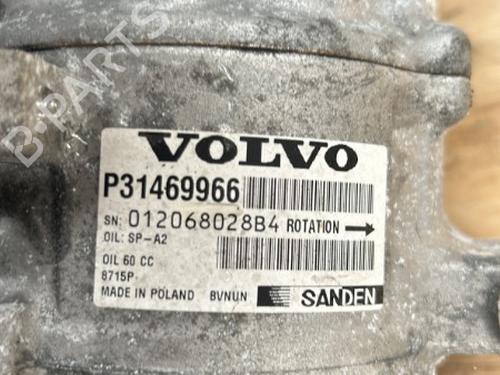 B-PARTS
VOLVO
P31469966
SN: 012068028B4 ROTATION →
OIL: SP-A2
OIL 60 CC
8715P
MADE IN POLAND BVNUN SANDEN